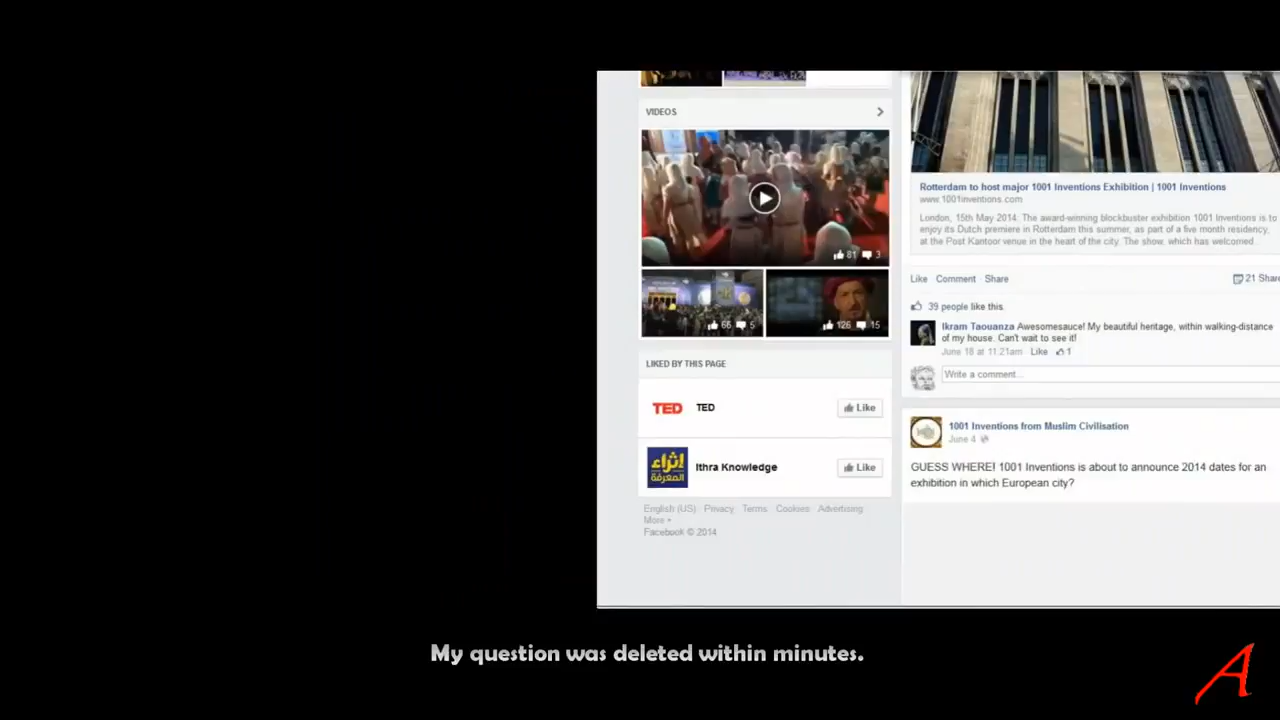 VIDEOS
81 3
66 5
126 15
LIKED BY THIS PAGE
TED TED Like
إثراء
المعرفة
Ithra Knowledge Like
English (US) · Privacy · Terms · Cookies · Advertising ·
More
Facebook © 2014
Rotterdam to host major 1001 Inventions Exhibition | 1001 Inventions
www.1001inventions.com
London, 15th May 2014: The award-winning blockbuster exhibition 1001 Inventions is to
enjoy its Dutch premiere in Rotterdam this summer, as part of a five month residency,
at the Post Kantoor venue in the heart of the city. The show, which has welcomed...
Like · Comment · Share 21 Share
39 people like this.
Ikram Taouanza Awesomesauce! My beautiful heritage, within walking-distance
of my house. Can't wait to see it!
June 18 at 11:21am · Like · 1
Write a comment...
1001 Inventions from Muslim Civilisation
June 4
GUESS WHERE! 1001 Inventions is about to announce 2014 dates for an
exhibition in which European city?
My question was deleted within minutes.
A